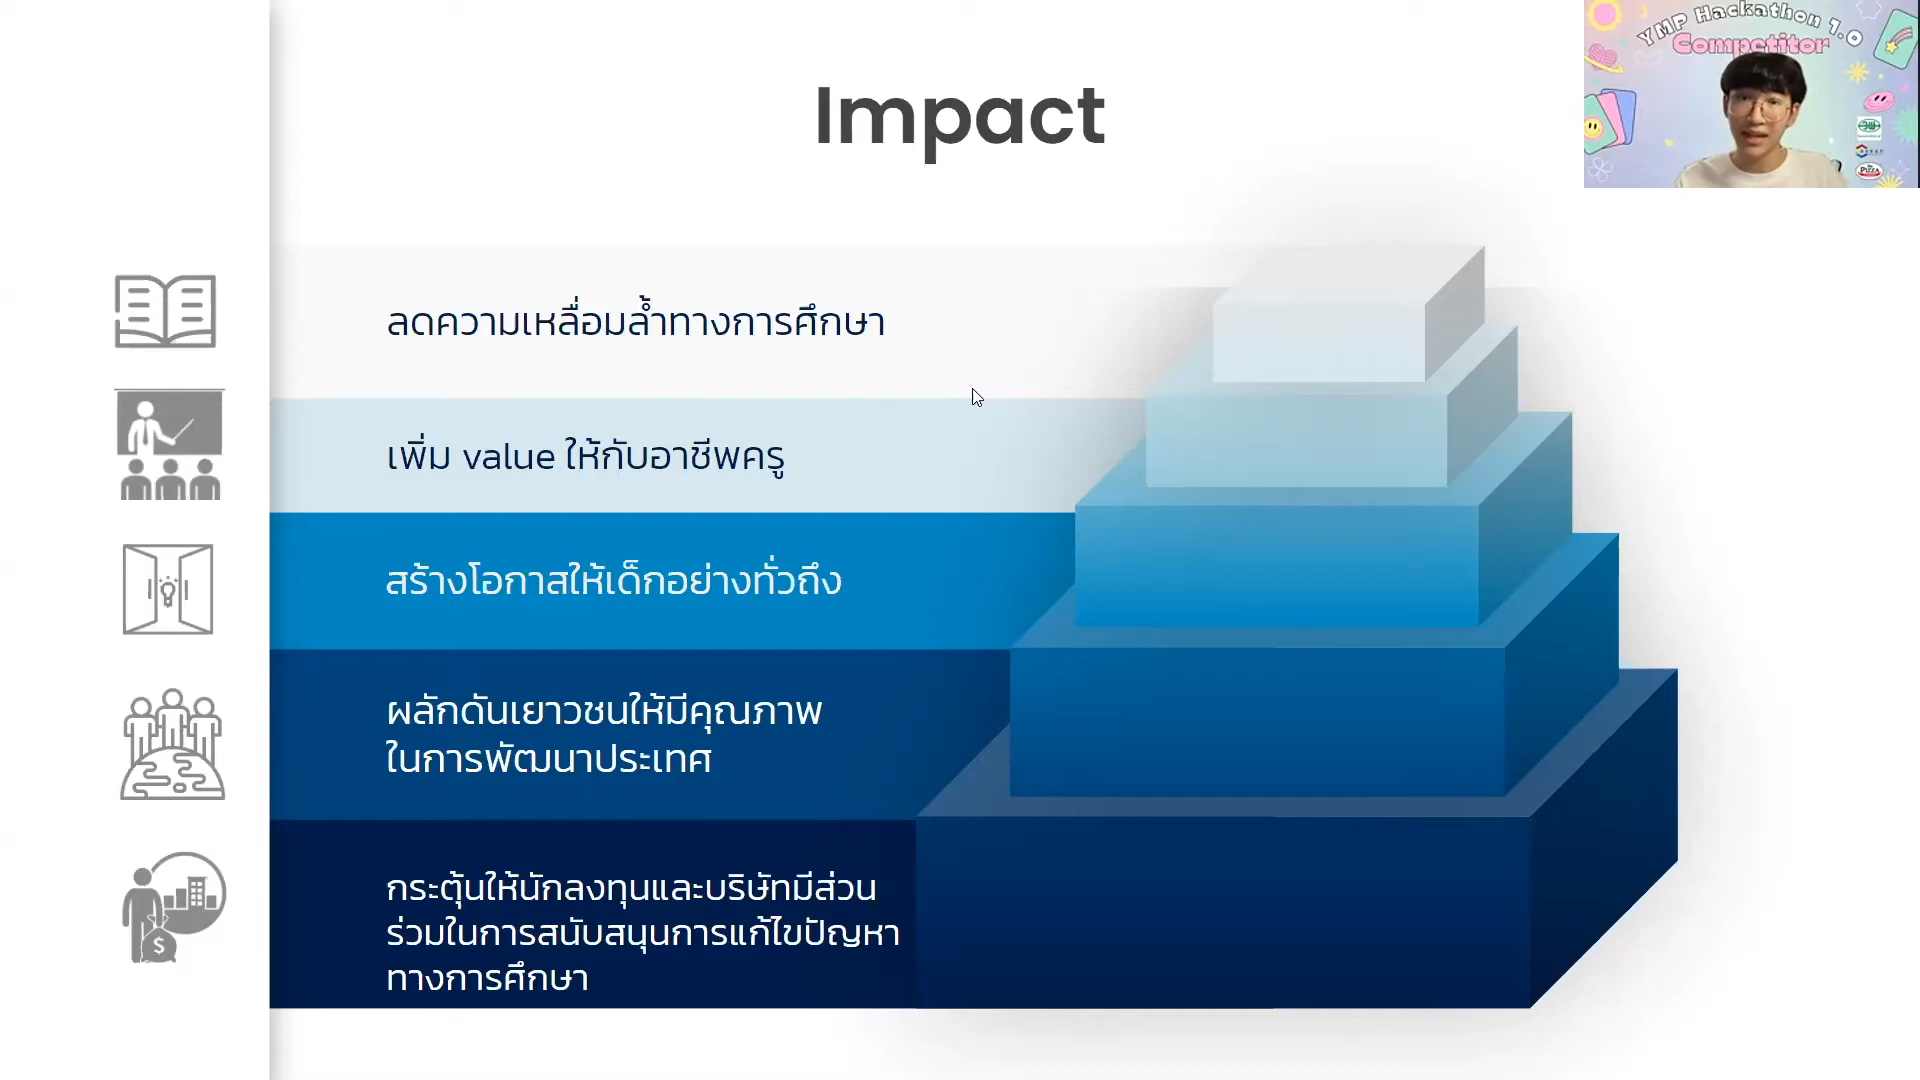 Impact
YMP Hackathon 1.0
Competitor
ลดความเหลื่อมล้ำทางการศึกษา
เพิ่ม value ให้กับอาชีพครู
สร้างโอกาสให้เด็กอย่างทั่วถึง
ผลักดันเยาวชนให้มีคุณภาพ
ในการพัฒนาประเทศ
กระตุ้นให้นักลงทุนและบริษัทมีส่วน
ร่วมในการสนับสนุนการแก้ไขปัญหา
ทางการศึกษา
$